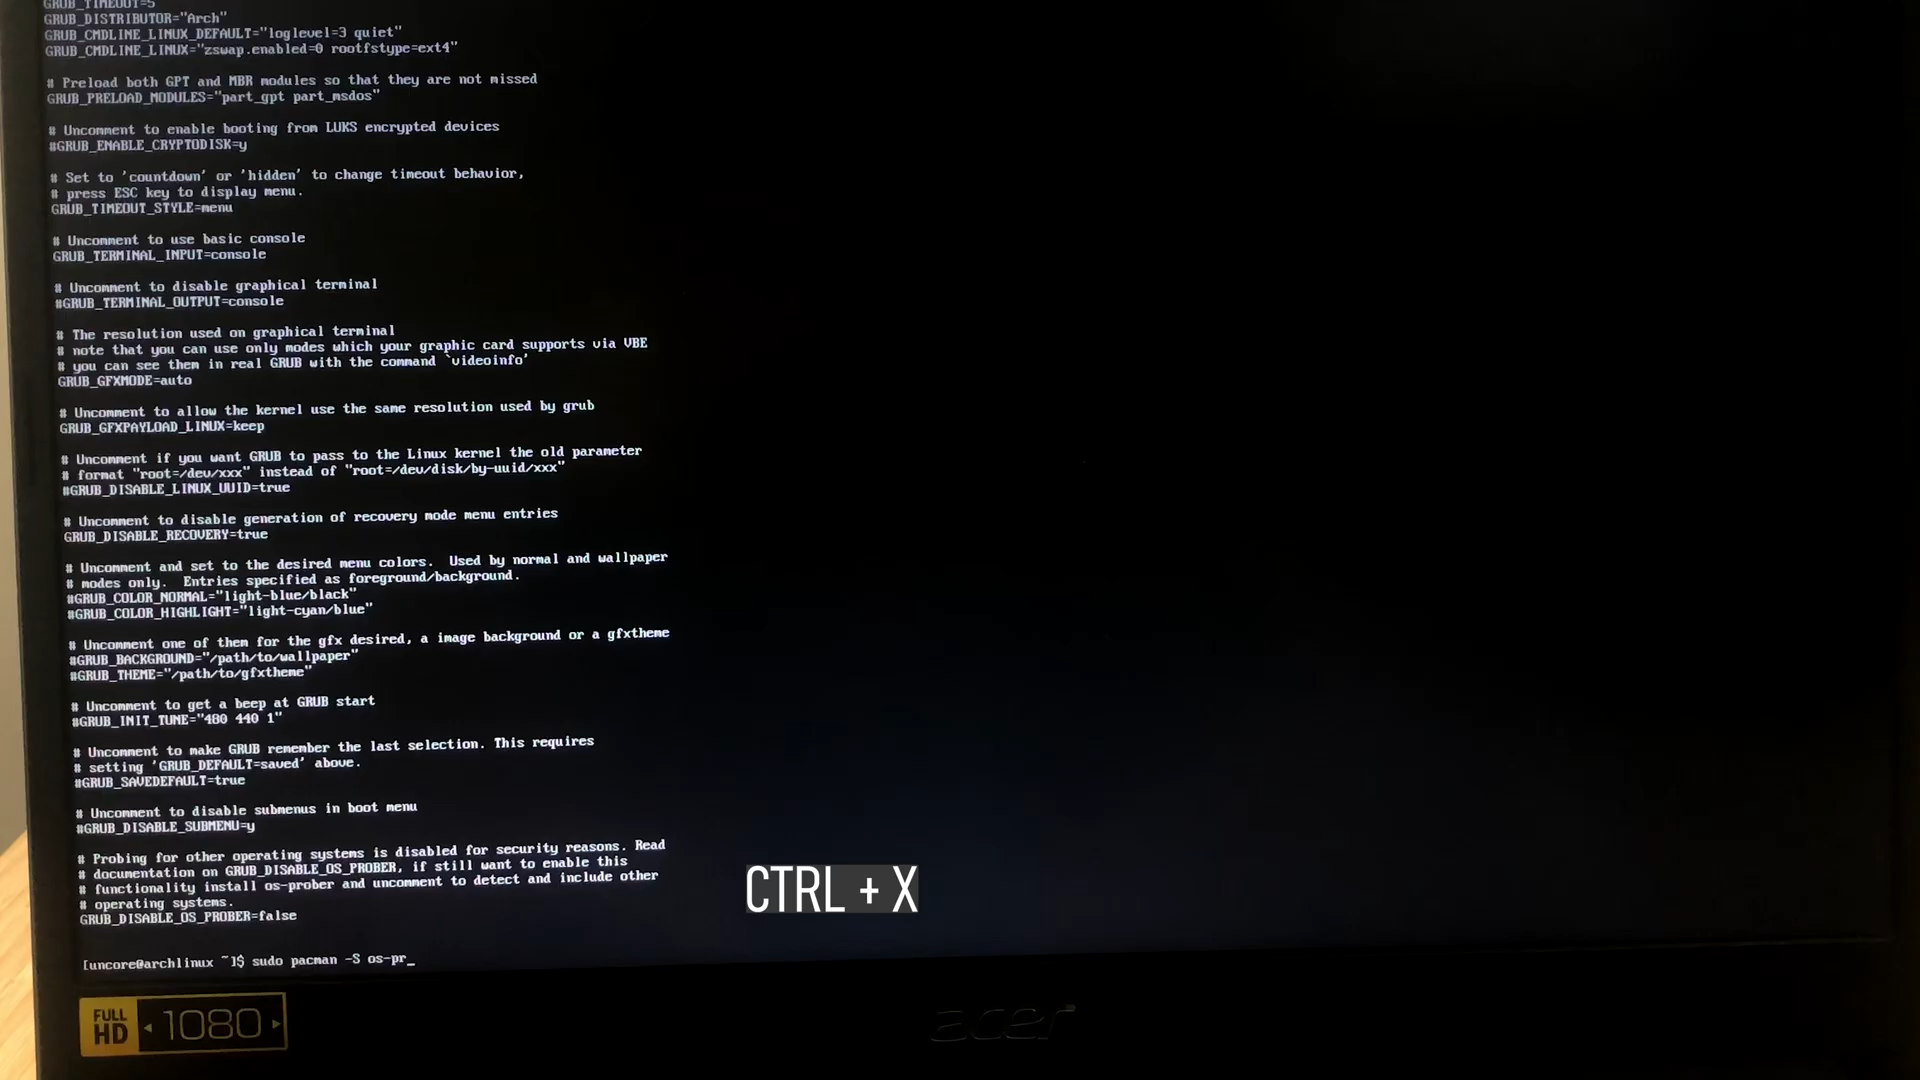 GRUB_TIMEOUT=5
GRUB_DISTRIBUTOR="Arch"
GRUB_CMDLINE_LINUX_DEFAULT="loglevel=3 quiet"
GRUB_CMDLINE_LINUX="zswap.enabled=0 rootfstype=ext4"
# Preload both GPT and MBR modules so that they are not missed
GRUB_PRELOAD_MODULES="part_gpt part_msdos"
# Uncomment to enable booting from LUKS encrypted devices
#GRUB_ENABLE_CRYPTODISK=y
# Set to 'countdown' or 'hidden' to change timeout behavior,
# press ESC key to display menu.
GRUB_TIMEOUT_STYLE=menu
# Uncomment to use basic console
GRUB_TERMINAL_INPUT=console
# Uncomment to disable graphical terminal
#GRUB_TERMINAL_OUTPUT=console
# The resolution used on graphical terminal
# note that you can use only modes which your graphic card supports via VBE
# you can see them in real GRUB with the command `videoinfo'
GRUB_GFXMODE=auto
# Uncomment to allow the kernel use the same resolution used by grub
GRUB_GFXPAYLOAD_LINUX=keep
# Uncomment if you want GRUB to pass to the Linux kernel the old parameter
# format "root=/dev/xxx" instead of "root=/dev/disk/by-uuid/xxx"
#GRUB_DISABLE_LINUX_UUID=true
# Uncomment to disable generation of recovery mode menu entries
GRUB_DISABLE_RECOVERY=true
# Uncomment and set to the desired menu colors.  Used by normal and wallpaper
# modes only.  Entries specified as foreground/background.
#GRUB_COLOR_NORMAL="light-blue/black"
#GRUB_COLOR_HIGHLIGHT="light-cyan/blue"
# Uncomment one of them for the gfx desired, a image background or a gfxtheme
#GRUB_BACKGROUND="/path/to/wallpaper"
#GRUB_THEME="/path/to/gfxtheme"
# Uncomment to get a beep at GRUB start
#GRUB_INIT_TUNE="480 440 1"
# Uncomment to make GRUB remember the last selection. This requires
# setting 'GRUB_DEFAULT=saved' above.
#GRUB_SAVEDEFAULT=true
# Uncomment to disable submenus in boot menu
#GRUB_DISABLE_SUBMENU=y
# Probing for other operating systems is disabled for security reasons. Read
# documentation on GRUB_DISABLE_OS_PROBER, if still want to enable this
# functionality install os-prober and uncomment to detect and include other
# operating systems.
GRUB_DISABLE_OS_PROBER=false
CTRL + X
[uncore@archlinux ~]$ sudo pacman -S os-pr_
FULL HD 1080
acer